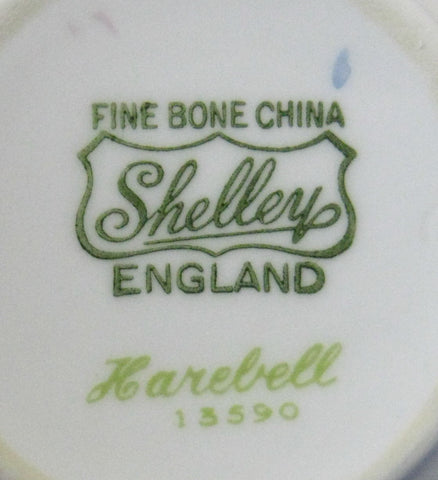 FINE BONE CHINA
Shelley
ENGLAND
Harebell
13590